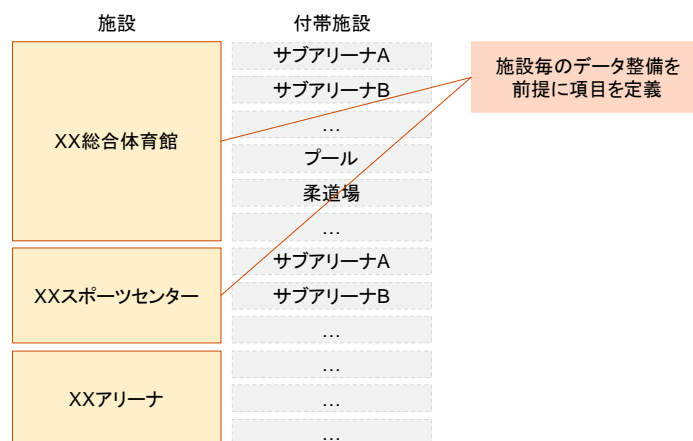 施設
付帯施設
XX総合体育館
サブアリーナA
サブアリーナB
…
プール
柔道場
…
XXスポーツセンター
サブアリーナA
サブアリーナB
…
XXアリーナ
…
…
…
施設毎のデータ整備を
前提に項目を定義